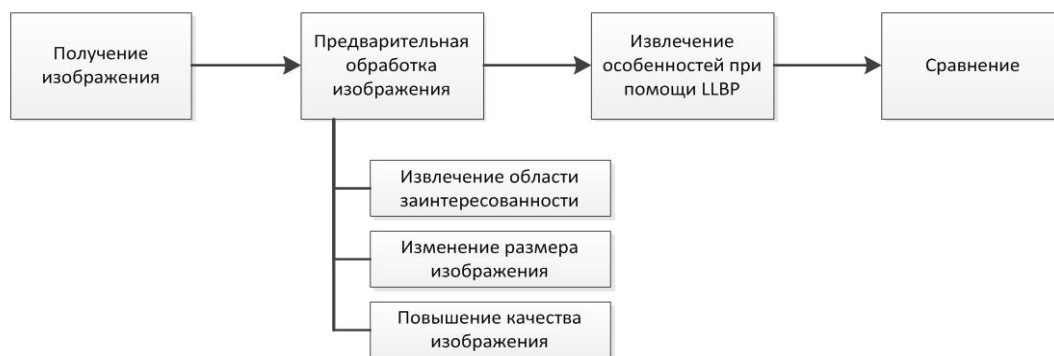 Получение
изображения
Предварительная
обработка
изображения
Извлечение
особенностей при
помощи LLBP
Сравнение
Извлечение области
заинтересованности
Изменение размера
изображения
Повышение качества
изображения